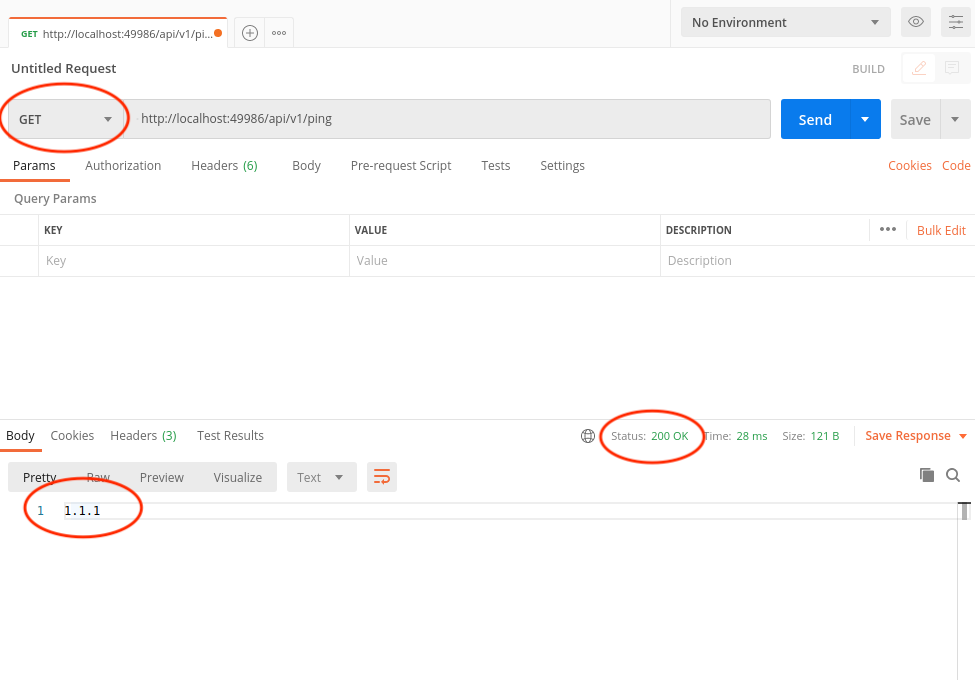 GET http://localhost:49986/api/v1/pi...
No Environment
Untitled Request
BUILD
GET http://localhost:49986/api/v1/ping Send Save
Params Authorization Headers (6) Body Pre-request Script Tests Settings Cookies Code
Query Params
KEY VALUE DESCRIPTION ••• Bulk Edit
Key Value Description
Body Cookies Headers (3) Test Results Status: 200 OK Time: 28 ms Size: 121 B Save Response
Pretty Raw Preview Visualize Text
1 1.1.1